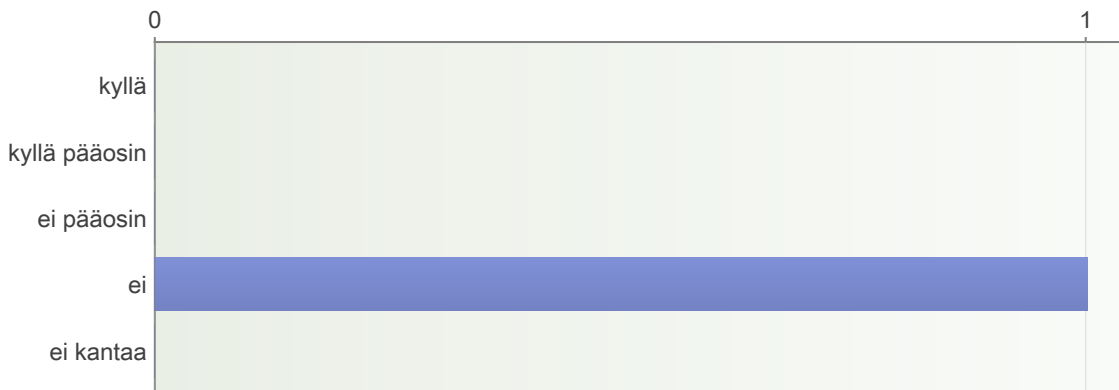 0 1
kyllä
kyllä pääosin
ei pääosin
ei
ei kantaa